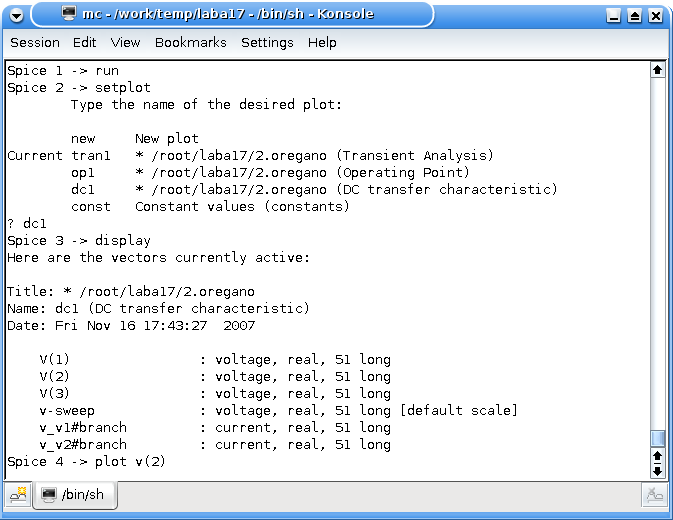 mc - /work/temp/laba17 - /bin/sh - Konsole
Session Edit View Bookmarks Settings Help
Spice 1 -> run
Spice 2 -> setplot
        Type the name of the desired plot:

        new     New plot
Current tran1   * /root/laba17/2.oregano (Transient Analysis)
        op1     * /root/laba17/2.oregano (Operating Point)
        dc1     * /root/laba17/2.oregano (DC transfer characteristic)
        const   Constant values (constants)
? dc1
Spice 3 -> display
Here are the vectors currently active:

Title: * /root/laba17/2.oregano
Name: dc1 (DC transfer characteristic)
Date: Fri Nov 16 17:43:27  2007

    V(1)                : voltage, real, 51 long
    V(2)                : voltage, real, 51 long
    V(3)                : voltage, real, 51 long
    v-sweep             : voltage, real, 51 long [default scale]
    v_v1#branch         : current, real, 51 long
    v_v2#branch         : current, real, 51 long
Spice 4 -> plot v(2)
/bin/sh